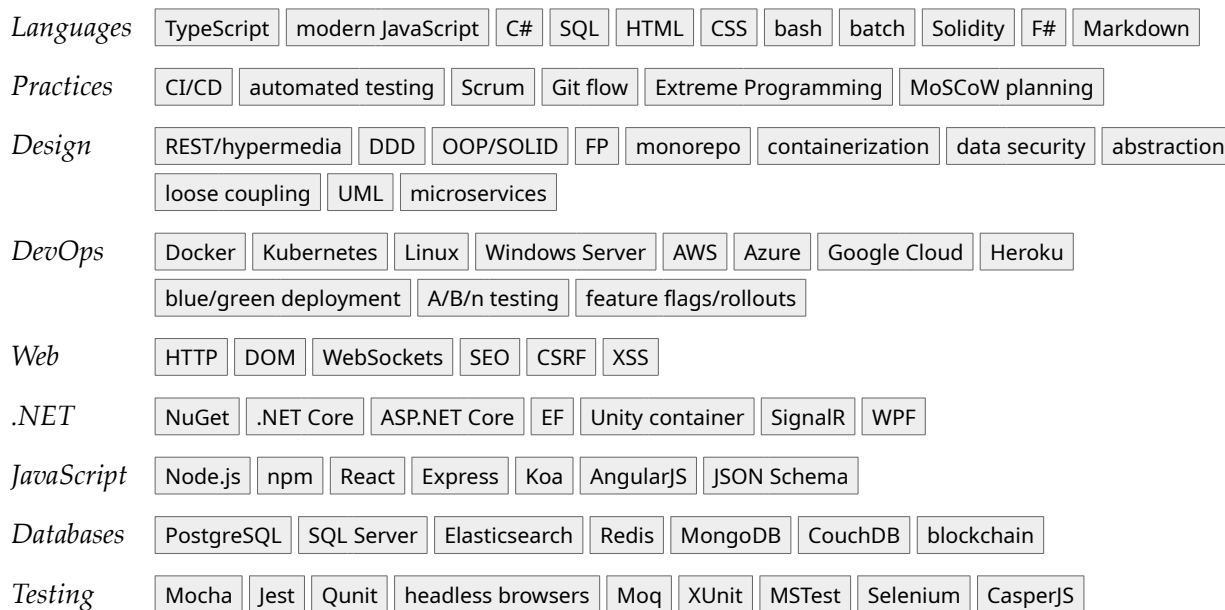 Languages TypeScript modern JavaScript C# SQL HTML CSS bash batch Solidity F# Markdown
Practices CI/CD automated testing Scrum Git flow Extreme Programming MoSCoW planning
Design REST/hypermedia DDD OOP/SOLID FP monorepo containerization data security abstraction
loose coupling UML microservices
DevOps Docker Kubernetes Linux Windows Server AWS Azure Google Cloud Heroku
blue/green deployment A/B/n testing feature flags/rollouts
Web HTTP DOM WebSockets SEO CSRF XSS
.NET NuGet .NET Core ASP.NET Core EF Unity container SignalR WPF
JavaScript Node.js npm React Express Koa AngularJS JSON Schema
Databases PostgreSQL SQL Server Elasticsearch Redis MongoDB CouchDB blockchain
Testing Mocha Jest Qunit headless browsers Moq XUnit MSTest Selenium CasperJS